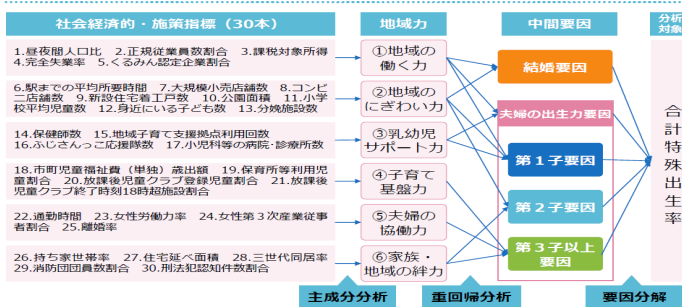 社会経済的・施策指標（30本）
地域力
中間要因
分析
対象
1.昼夜間人口比　2.正規従業員数割合　3.課税対象所得
4.完全失業率　5.くるみん認定企業割合
①地域の
働く力
6.駅までの平均所要時間　7.大規模小売店舗数　8.コンビ
ニ店舗数　9.新設住宅着工戸数　10.公園面積　11.小学
校平均児童数　12.身近にいる子ども数　13.分娩施設数
②地域の
にぎわい力
14.保健師数　15.地域子育て支援拠点利用回数
16.ふじさんっこ応援隊数　17.小児科等の病院・診療所数
③乳幼児
サポート力
18.市町児童福祉費（単独）歳出額　19.保育所等利用児
童割合　20.放課後児童クラブ登録児童割合　21.放課後
児童クラブ終了時刻18時超施設割合
④子育て
基盤力
22.通勤時間　23.女性労働力率　24.女性第３次産業従事
者割合　25.離婚率
⑤夫婦の
協働力
26.持ち家世帯率　27.住宅延べ面積　28.三世代同居率
29.消防団団員数割合　30.刑法犯認知件数割合
⑥家族・
地域の絆力
結婚要因
夫婦の出生力要因
第１子要因
第２子要因
第３子以上
要因
合計特殊出生率
主成分分析
重回帰分析
要因分解